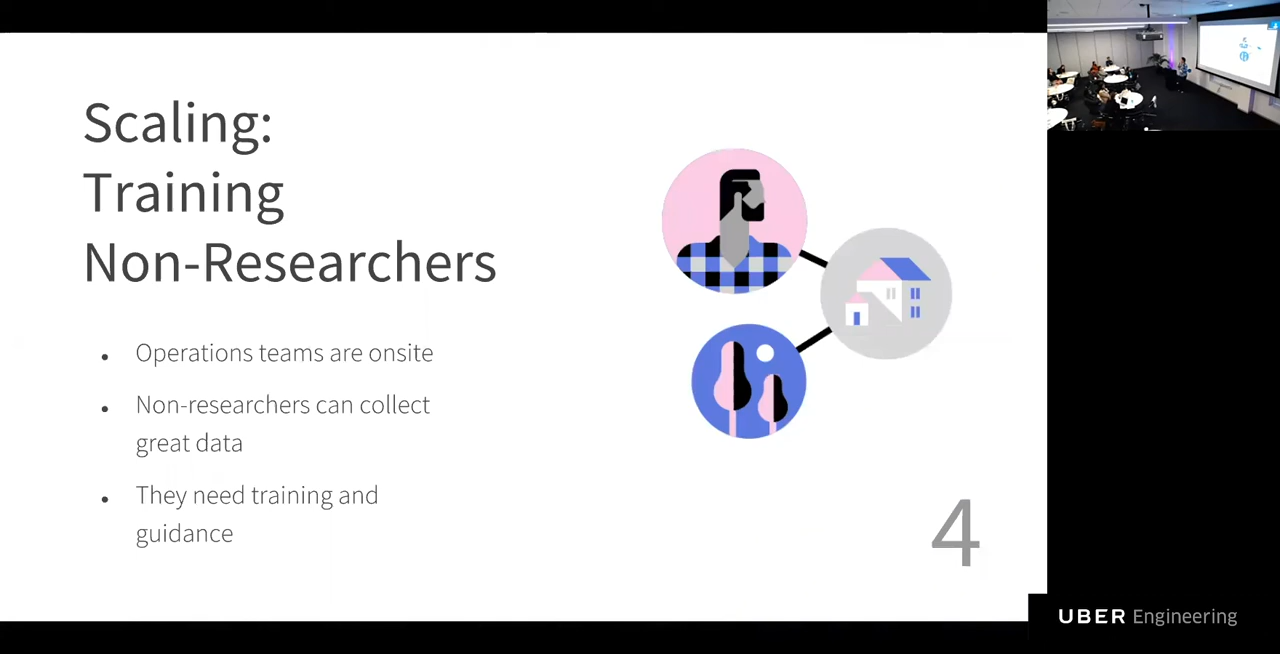 Scaling:
Training
Non-Researchers
• Operations teams are onsite
• Non-researchers can collect
great data
• They need training and
guidance
4
UBER Engineering